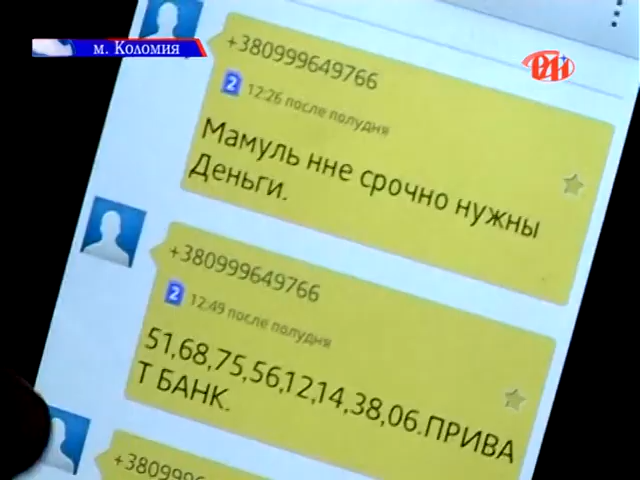 м. Коломия
РАІ
+380999649766
2 12:26 после полудня
Мамуль нне срочно нужны
Деньги.
+380999649766
2 12:49 после полудня
51,68,75,56,12,14,38,06.ПРИВА
Т БАНК.